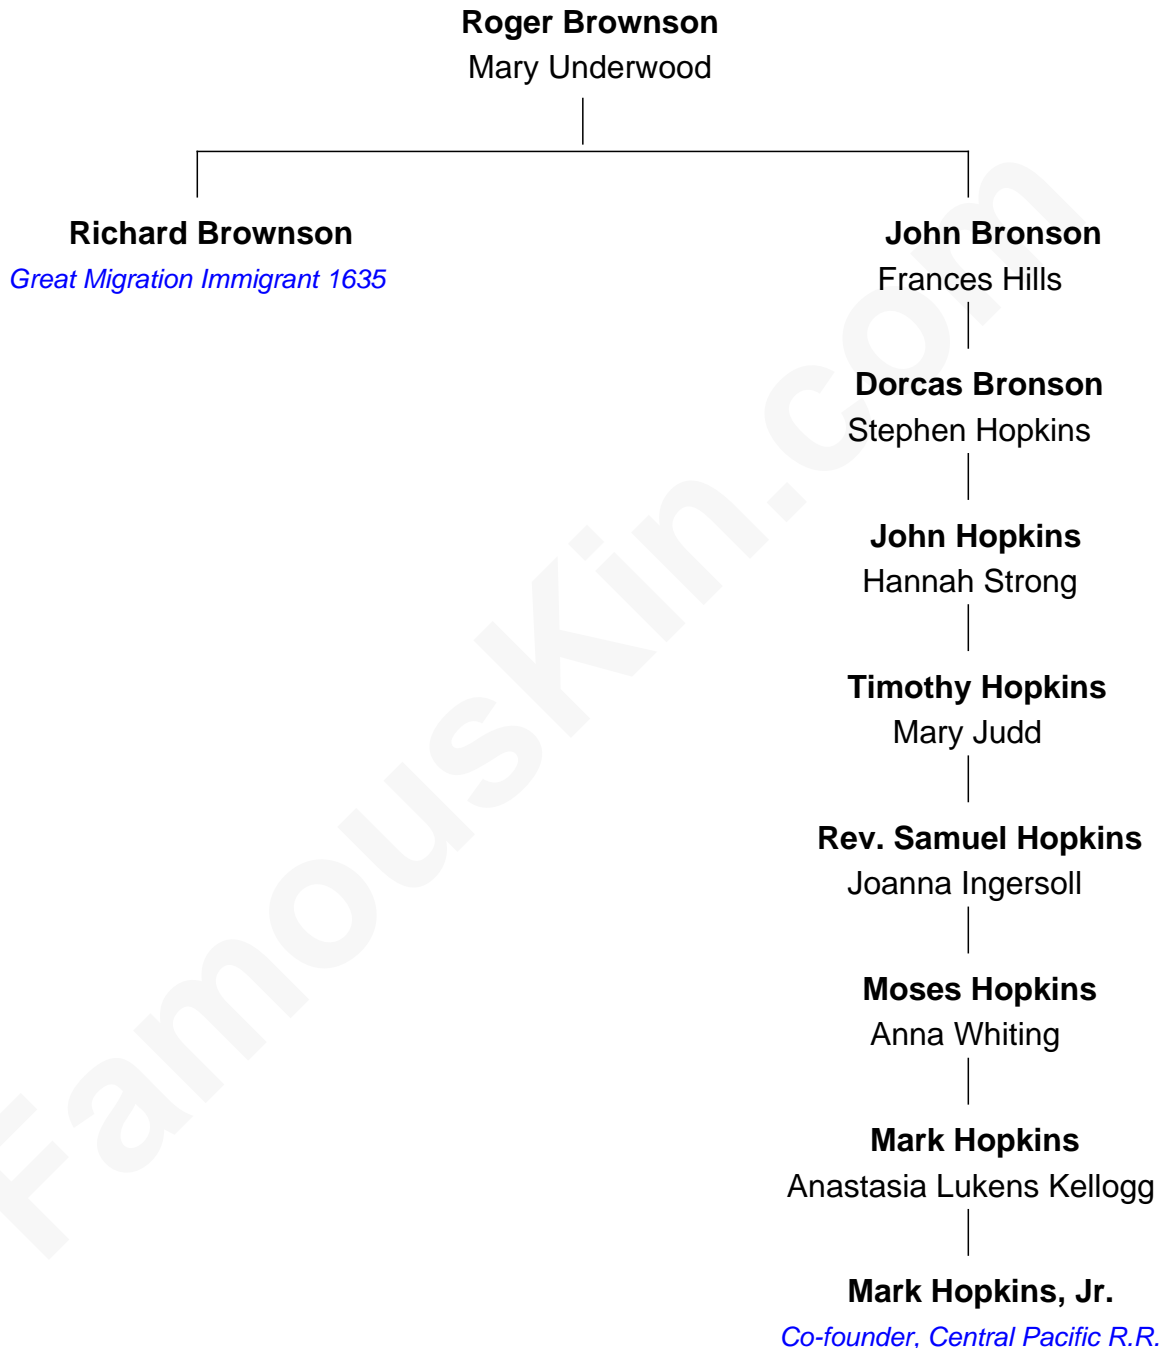 Roger Brownson
Mary Underwood
Richard Brownson
Great Migration Immigrant 1635
John Bronson
Frances Hills
Dorcas Bronson
Stephen Hopkins
John Hopkins
Hannah Strong
Timothy Hopkins
Mary Judd
Rev. Samuel Hopkins
Joanna Ingersoll
Moses Hopkins
Anna Whiting
Mark Hopkins
Anastasia Lukens Kellogg
Mark Hopkins, Jr.
Co-founder, Central Pacific R.R.
FamousKin.com